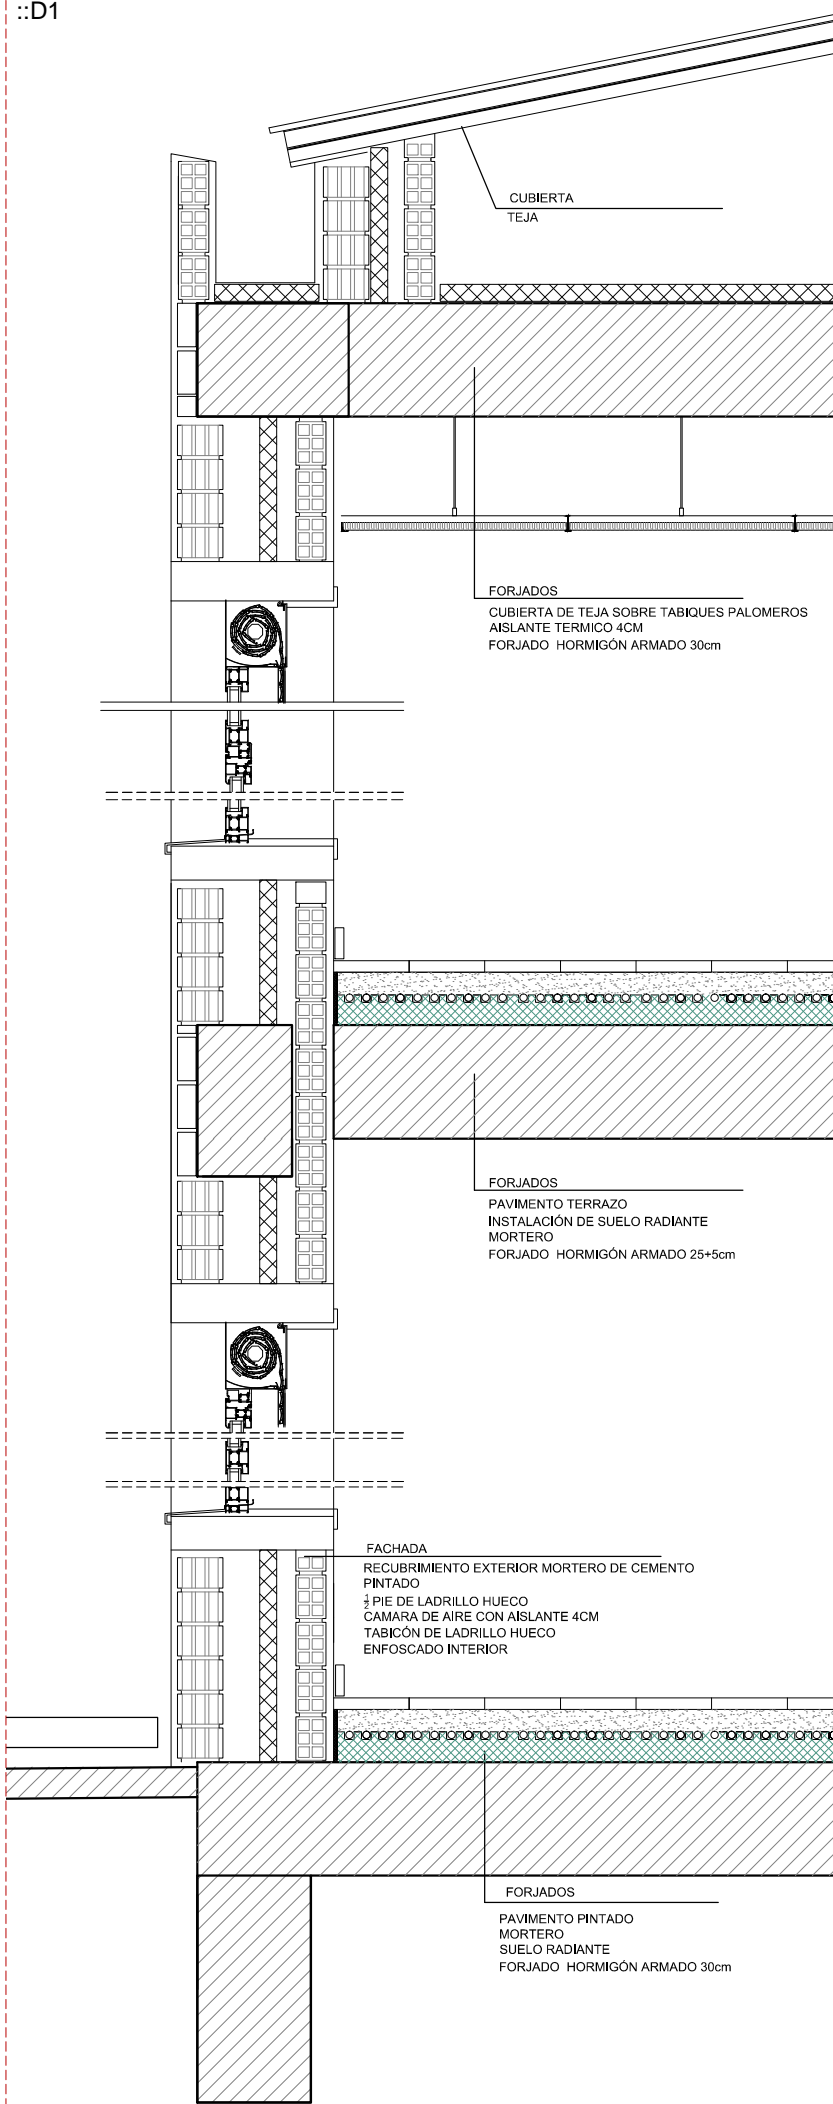 ::D1
CUBIERTA
TEJA
FORJADOS
CUBIERTA DE TEJA SOBRE TABIQUES PALOMEROS
AISLANTE TERMICO 4CM
FORJADO HORMIGÓN ARMADO 30cm
FORJADOS
PAVIMENTO TERRAZO
INSTALACIÓN DE SUELO RADIANTE
MORTERO
FORJADO HORMIGÓN ARMADO 25+5cm
FACHADA
RECUBRIMIENTO EXTERIOR MORTERO DE CEMENTO
PINTADO
½ PIE DE LADRILLO HUECO
CAMARA DE AIRE CON AISLANTE 4CM
TABICÓN DE LADRILLO HUECO
ENFOSCADO INTERIOR
FORJADOS
PAVIMENTO PINTADO
MORTERO
SUELO RADIANTE
FORJADO HORMIGÓN ARMADO 30cm